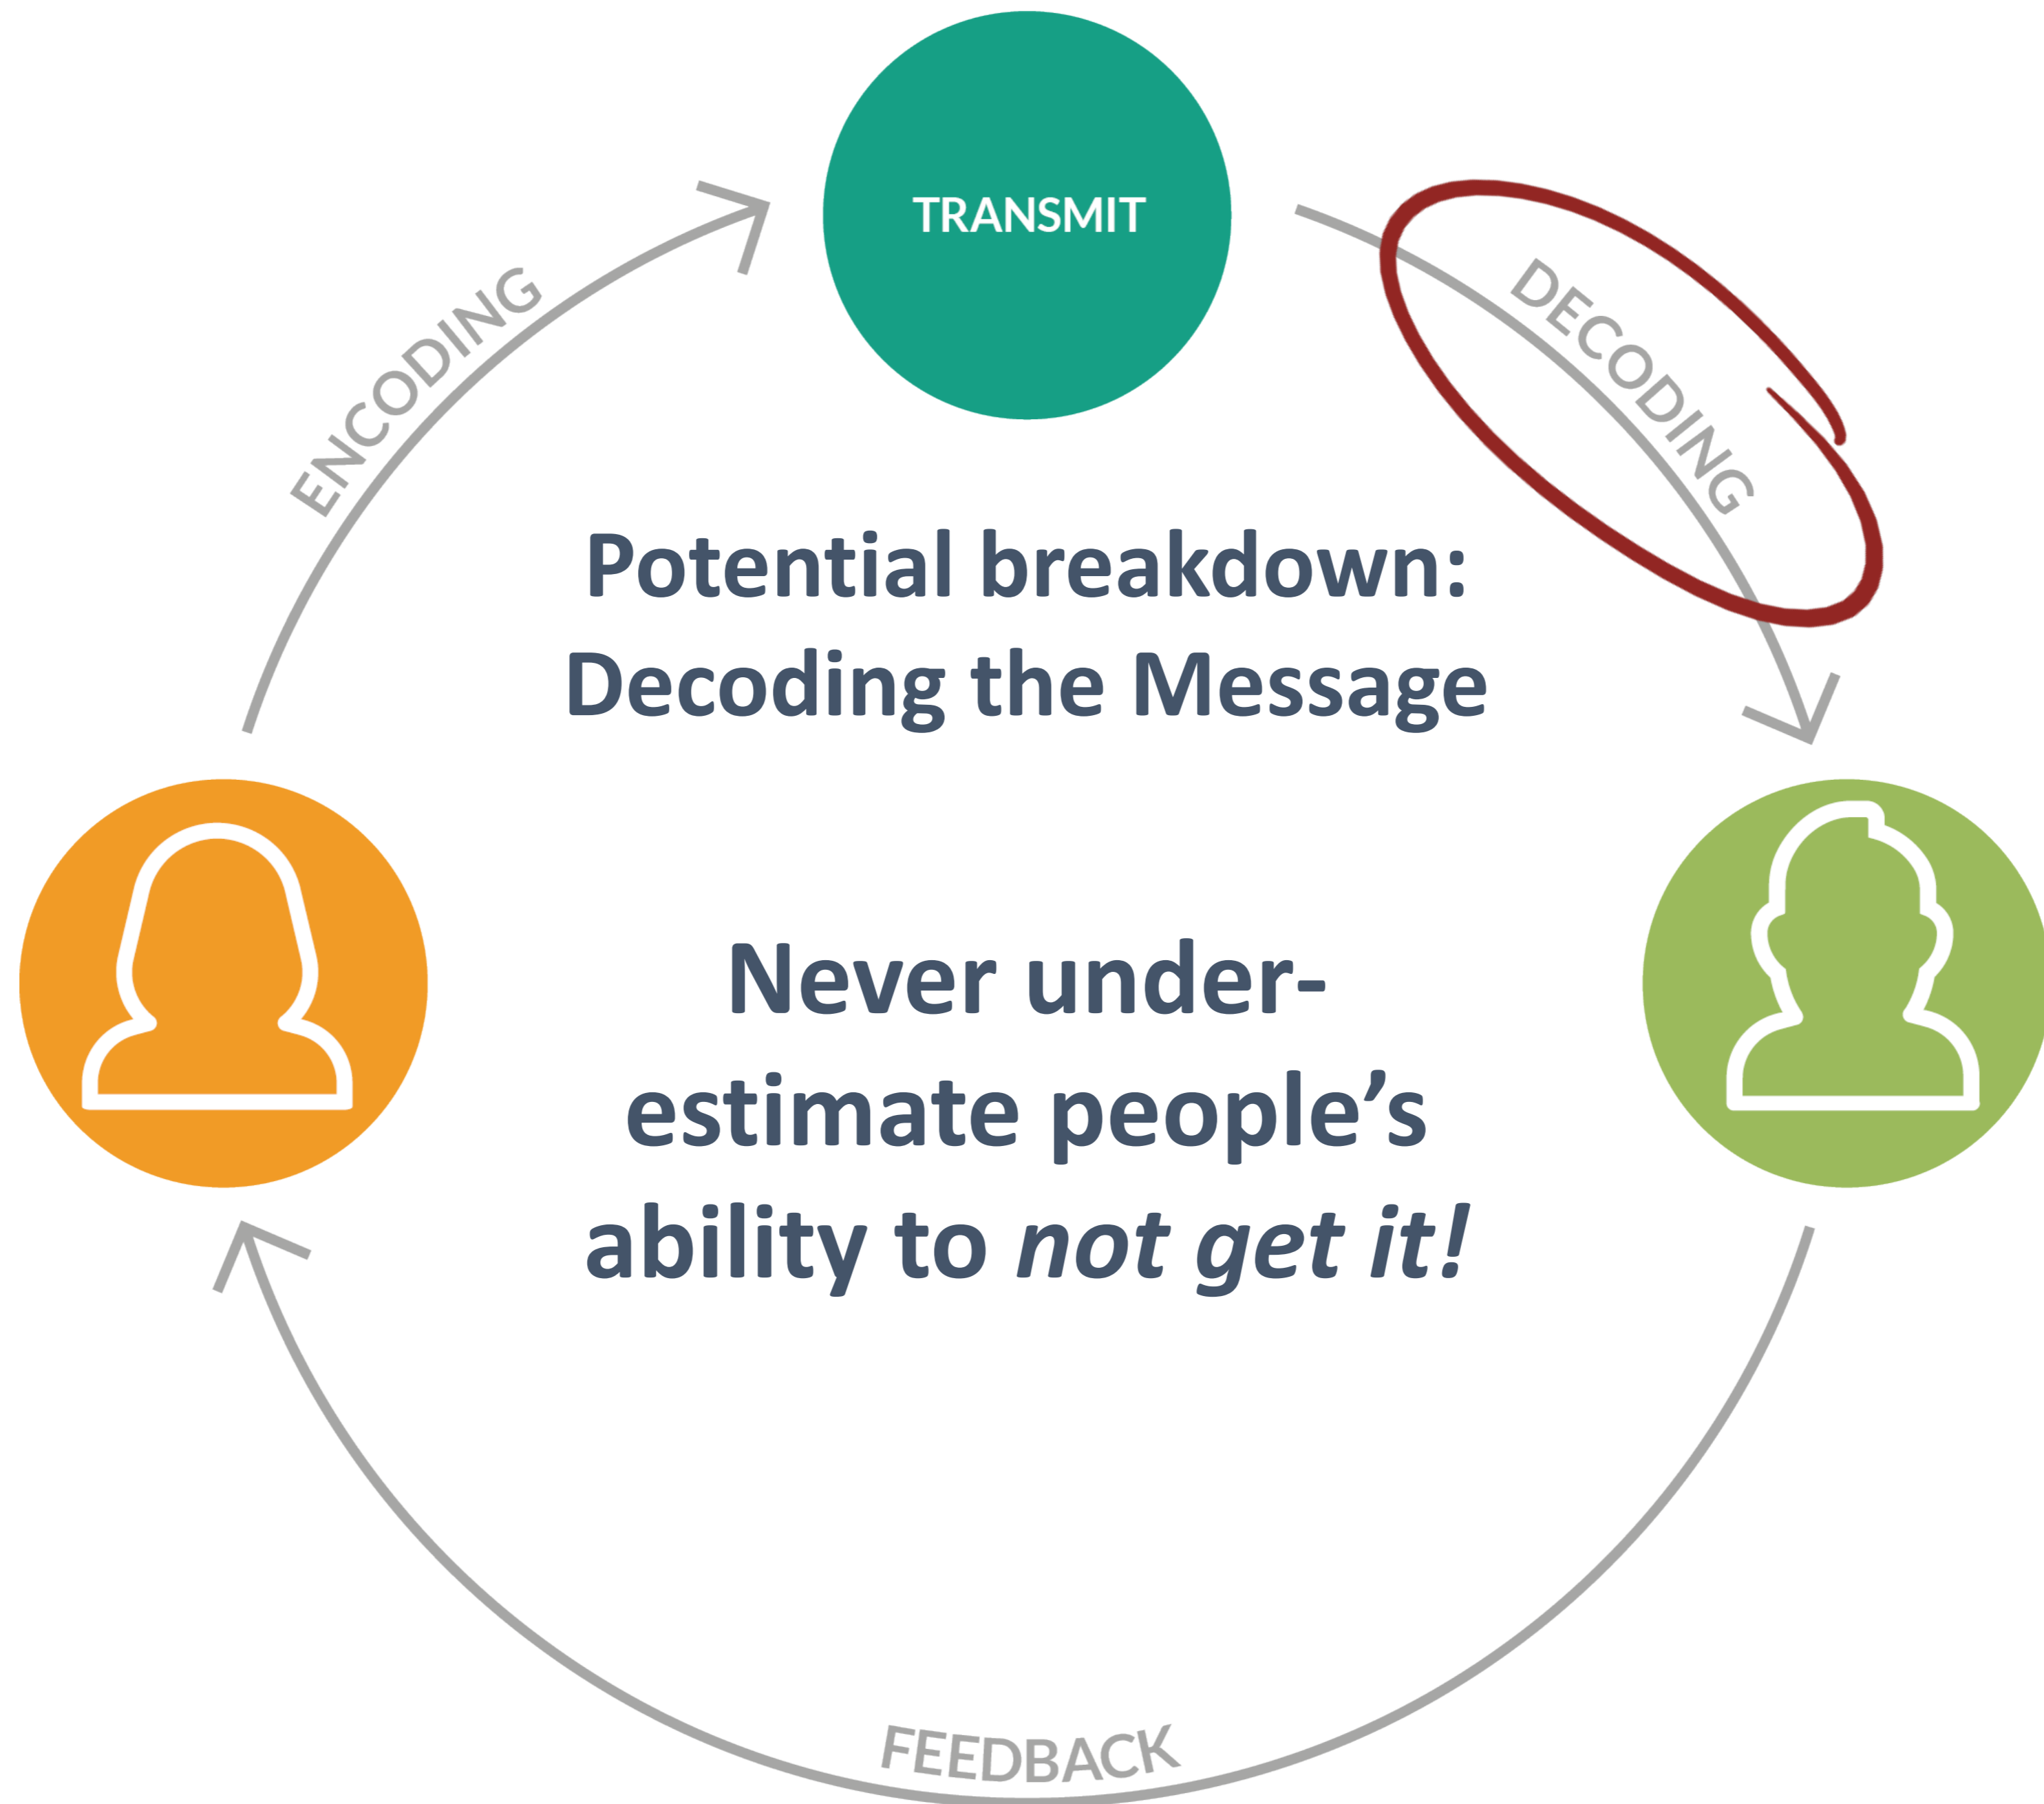 TRANSMIT
ENCODING
DECODING
Potential breakdown:
Decoding the Message
Never under-
estimate people’s
ability to not get it!
FEEDBACK